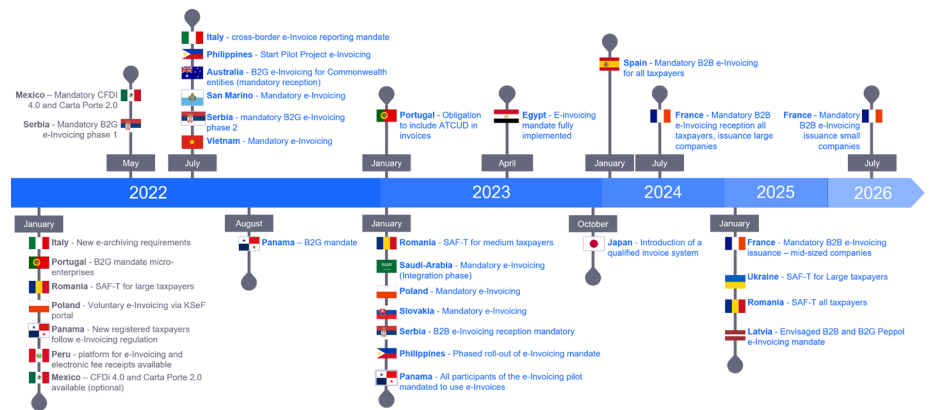 Italy - cross-border e-Invoice reporting mandate
Philippines - Start Pilot Project e-Invoicing
Australia - B2G e-Invoicing for Commonwealth
entities (mandatory reception)
San Marino - Mandatory e-Invoicing
Serbia - mandatory B2G e-Invoicing
phase 2
Vietnam - Mandatory e-Invoicing
Mexico – Mandatory CFDI
4.0 and Carta Porte 2.0
Serbia - Mandatory B2G
e-Invoicing phase 1
Portugal - Obligation
to include ATCUD in
invoices
Egypt - E-invoicing
mandate fully
implemented
Spain - Mandatory B2B e-Invoicing
for all taxpayers
France - Mandatory B2B
e-Invoicing reception all
taxpayers, issuance large
companies
France - Mandatory
B2B e-Invoicing
issuance small
companies
May
July
January
April
January
July
July
2022
2023
2024
2025
2026
January
Italy - New e-archiving requirements
Portugal - B2G mandate micro-
enterprises
Romania - SAF-T for large taxpayers
Poland - Voluntary e-Invoicing via KSeF
portal
Panama - New registered taxpayers
follow e-Invoicing regulation
Peru - platform for e-Invoicing and
electronic fee receipts available
Mexico – CFDi 4.0 and Carta Porte 2.0
available (optional)
August
Panama – B2G mandate
January
Romania - SAF-T for medium taxpayers
Saudi-Arabia - Mandatory e-Invoicing
(Integration phase)
Poland - Mandatory e-Invoicing
Slovakia - Mandatory e-Invoicing
Serbia - B2B e-Invoicing reception mandatory
Philippines - Phased roll-out of e-Invoicing mandate
Panama - All participants of the e-Invoicing pilot
mandated to use e-Invoices
October
Japan - Introduction of a
qualified invoice system
January
France - Mandatory B2B e-Invoicing
issuance – mid-sized companies
Ukraine - SAF-T for Large taxpayers
Romania - SAF-T all taxpayers
Latvia - Envisaged B2B and B2G Peppol
e-Invoicing mandate